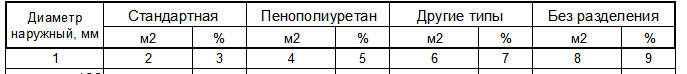 Диаметр наружный, мм Стандартная Пенополиуретан Другие типы Без разделения
м2 % м2 % м2 % м2 %
1 2 3 4 5 6 7 8 9